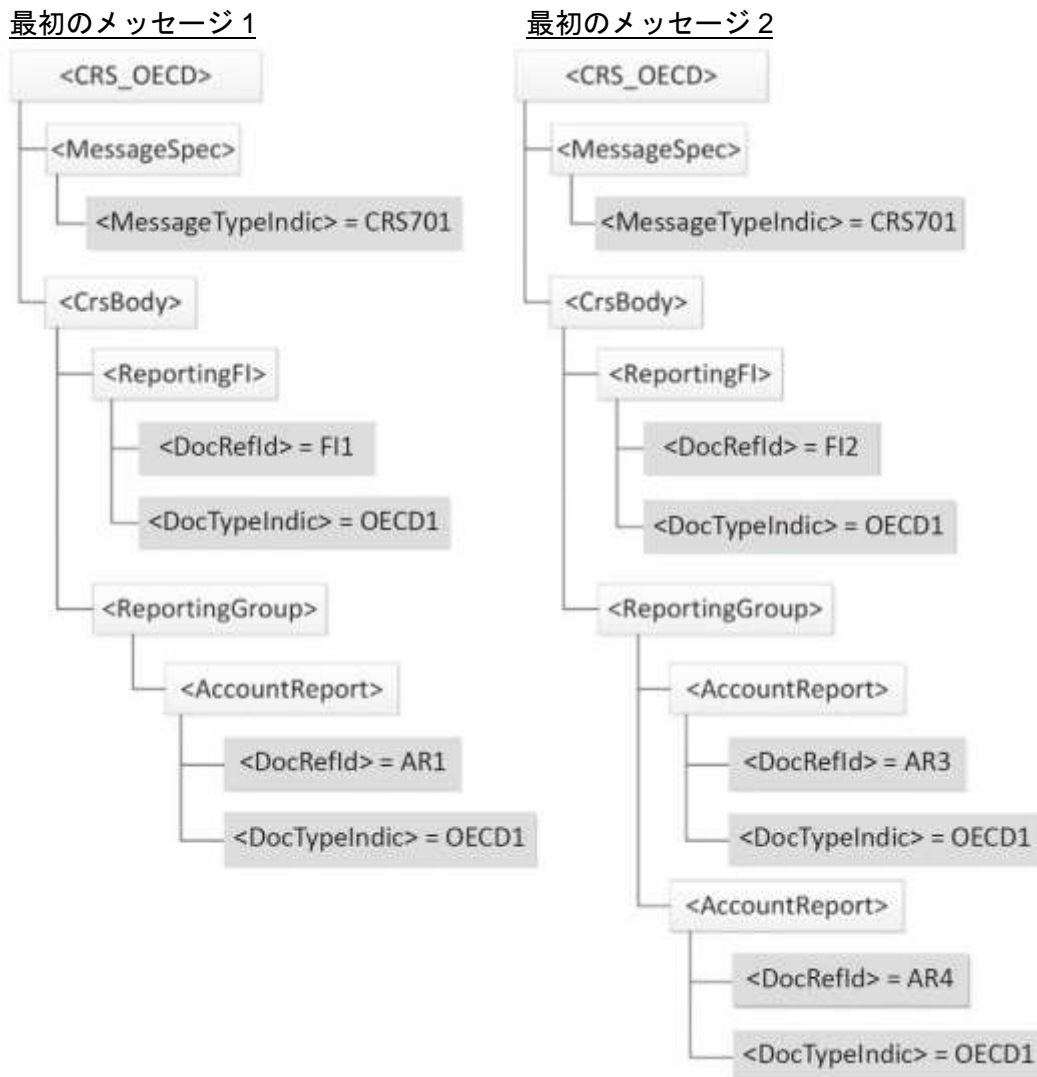 最初のメッセージ 1
<CRS_OECD>
<MessageSpec>
<MessageTypeIndic> = CRS701
<CrsBody>
<ReportingFI>
<DocRefId> = FI1
<DocTypeIndic> = OECD1
<ReportingGroup>
<AccountReport>
<DocRefId> = AR1
<DocTypeIndic> = OECD1
最初のメッセージ 2
<CRS_OECD>
<MessageSpec>
<MessageTypeIndic> = CRS701
<CrsBody>
<ReportingFI>
<DocRefId> = FI2
<DocTypeIndic> = OECD1
<ReportingGroup>
<AccountReport>
<DocRefId> = AR3
<DocTypeIndic> = OECD1
<AccountReport>
<DocRefId> = AR4
<DocTypeIndic> = OECD1